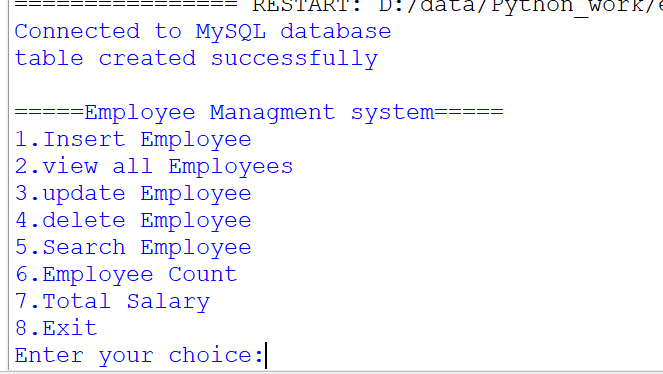 ================ RESTART: D:/data/Python_work/
Connected to MySQL database
table created successfully
=====Employee Managment system=====
1.Insert Employee
2.view all Employees
3.update Employee
4.delete Employee
5.Search Employee
6.Employee Count
7.Total Salary
8.Exit
Enter your choice: